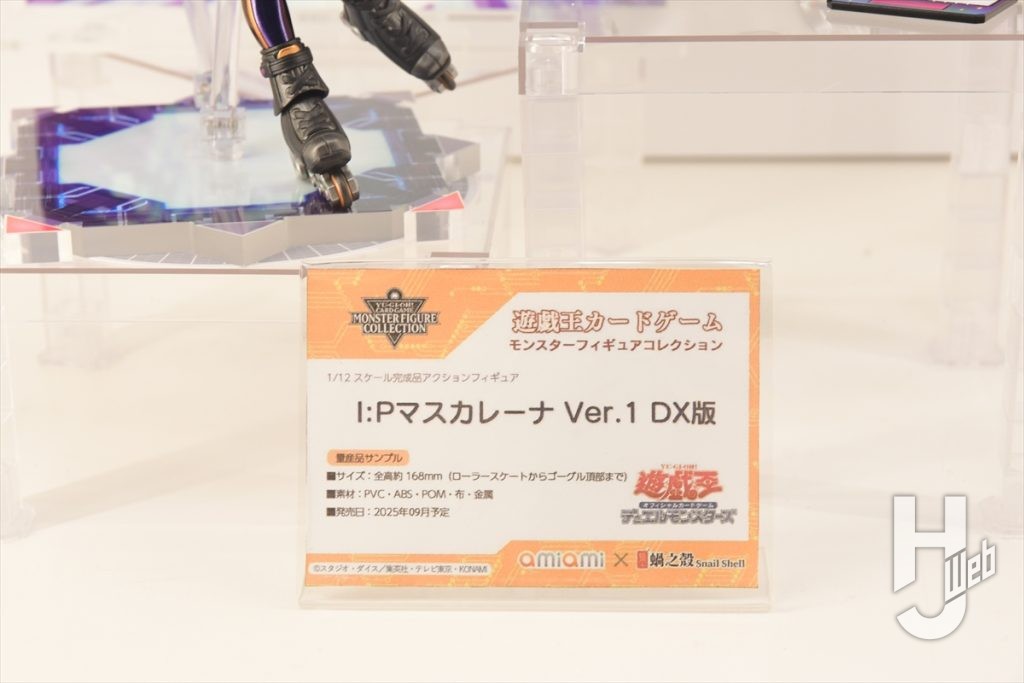 YU-GI-OH!
CARD GAME
MONSTER FIGURE
COLLECTION
遊戯王カードゲーム
モンスターフィギュアコレクション
1/12 スケール完成品アクションフィギュア
I:Pマスカレーナ Ver.1 DX版
量産品サンプル
■サイズ：全高約 168mm（ローラースケートからゴーグル頂部まで）
■素材：PVC・ABS・POM・布・金属
■発売日：2025年09月予定
YU-GI-OH!
遊戯王
オフィシャルカードゲーム
デュエルモンスターズ
©スタジオ・ダイス／集英社・テレビ東京・KONAMI
amiami × 蝸之殼 Snail Shell
HJ Web